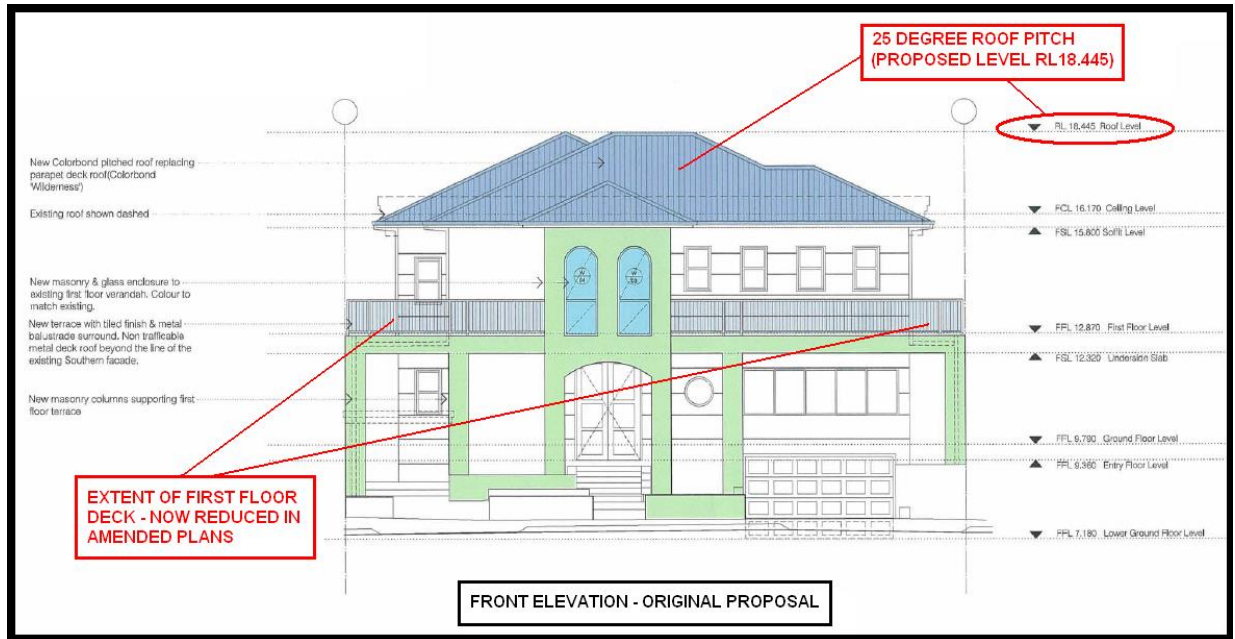 25 DEGREE ROOF PITCH
(PROPOSED LEVEL RL18.445)
RL 18.445 Roof Level
New Colorbond pitched roof replacing
parapet deck roof(Colorbond
'Wilderness')
Existing roof shown dashed
FCL 16.170 Ceiling Level
FSL 15.800 Soffit Level
New masonry & glass enclosure to
existing first floor verandah. Colour to
match existing.
New terrace with tiled finish & metal
balustrade surround. Non trafficable
metal deck roof beyond the line of the
existing Southern facade.
FFL 12.870 First Floor Level
FSL 12.320 Underside Slab
New masonry columns supporting first
floor terrace
FFL 9.790 Ground Floor Level
FFL 9.360 Entry Floor Level
EXTENT OF FIRST FLOOR
DECK - NOW REDUCED IN
AMENDED PLANS
FFL 7.180 Lower Ground Floor Level
FRONT ELEVATION - ORIGINAL PROPOSAL